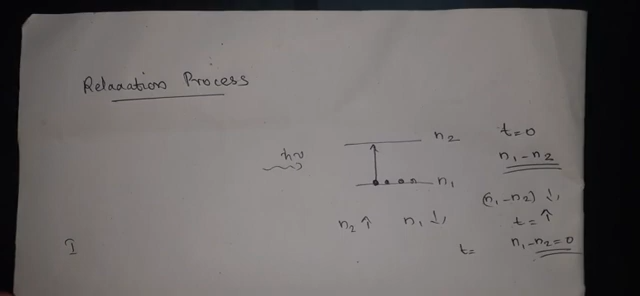 Relaxation Process
hν
n2
t=0
n1-n2
n1
(n1-n2) ↓
n2 ↑
n1 ↓
t= ↑
t=
n1-n2=0
I